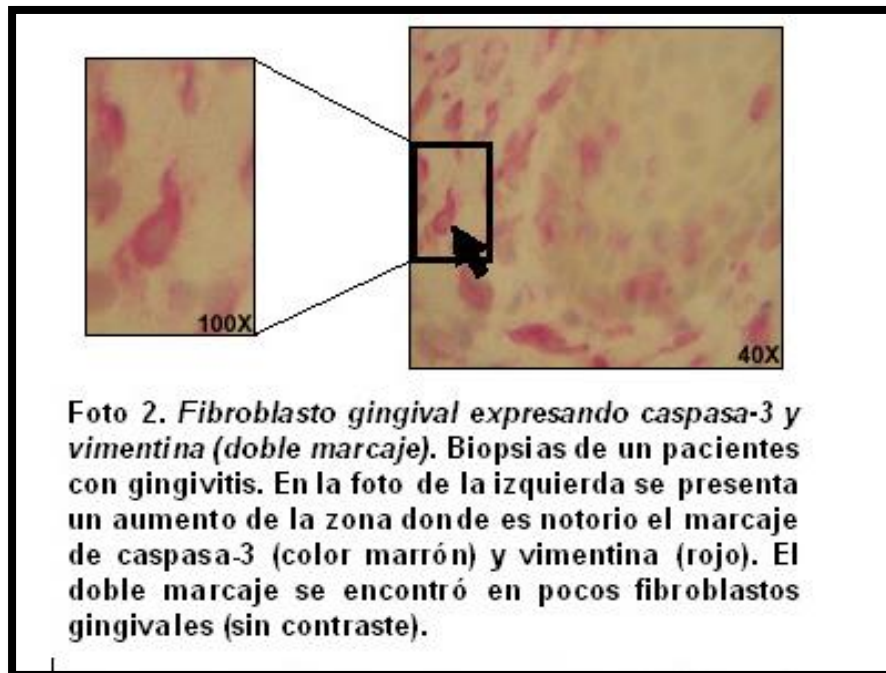 100X
40X
Foto 2. Fibroblasto gingival expresando caspasa-3 y
vimentina (doble marcaje). Biopsias de un pacientes
con gingivitis. En la foto de la izquierda se presenta
un aumento de la zona donde es notorio el marcaje
de caspasa-3 (color marrón) y vimentina (rojo). El
doble marcaje se encontró en pocos fibroblastos
gingivales (sin contraste).